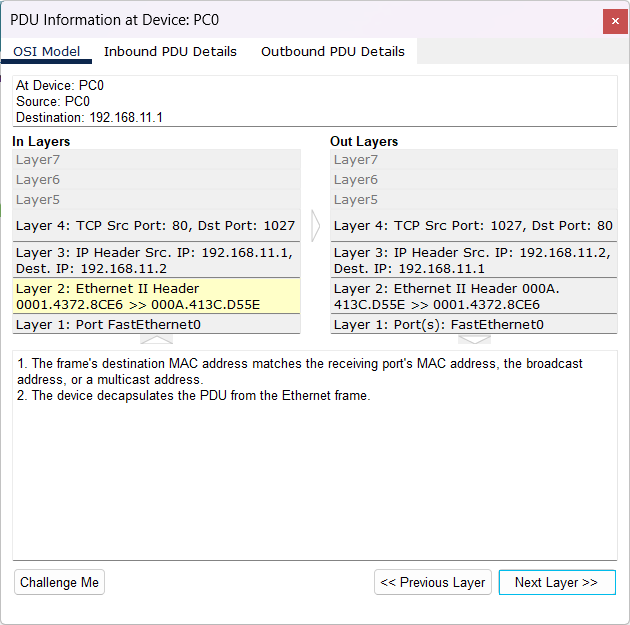 PDU Information at Device: PC0
OSI Model Inbound PDU Details Outbound PDU Details
At Device: PC0
Source: PC0
Destination: 192.168.11.1
In Layers
Layer7
Layer6
Layer5
Layer 4: TCP Src Port: 80, Dst Port: 1027
Layer 3: IP Header Src. IP: 192.168.11.1,
Dest. IP: 192.168.11.2
Layer 2: Ethernet II Header
0001.4372.8CE6 >> 000A.413C.D55E
Layer 1: Port FastEthernet0
Out Layers
Layer7
Layer6
Layer5
Layer 4: TCP Src Port: 1027, Dst Port: 80
Layer 3: IP Header Src. IP: 192.168.11.2,
Dest. IP: 192.168.11.1
Layer 2: Ethernet II Header 000A.
413C.D55E >> 0001.4372.8CE6
Layer 1: Port(s): FastEthernet0
1. The frame's destination MAC address matches the receiving port's MAC address, the broadcast
address, or a multicast address.
2. The device decapsulates the PDU from the Ethernet frame.
Challenge Me
<< Previous Layer
Next Layer >>